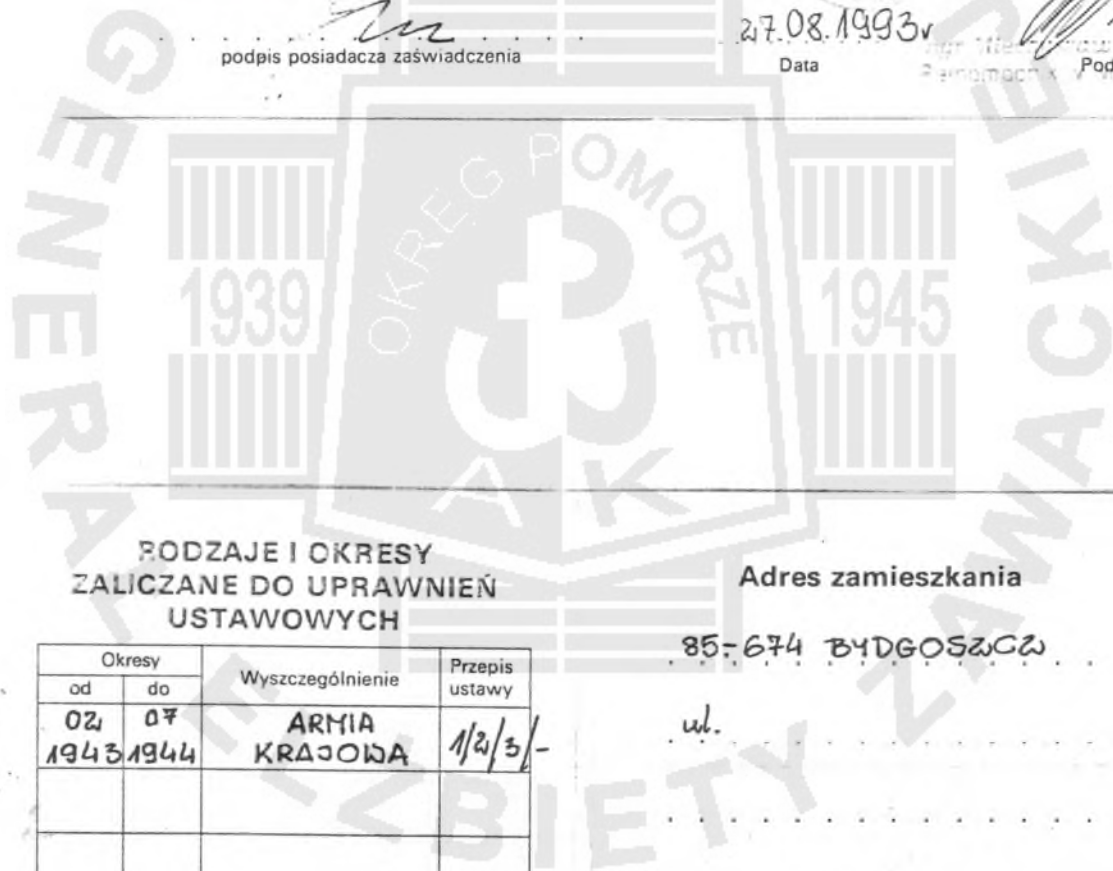 27.08.1993r
podpis posiadacza zaświadczenia
Data
mgr
Pod
OKRĘG POMORZE
1939
1945
AK
GENERAŁ ELŻBIETY ZAWACKIEJ
RODZAJE I OKRESY
ZALICZANE DO UPRAWNIEŃ
USTAWOWYCH
Okresy
od do
Wyszczególnienie
Przepis
ustawy
02 07 ARMIA
1943 1944 KRAJOWA 1/2/3/-
Adres zamieszkania
85-674 BYDGOSZCZ
ul.